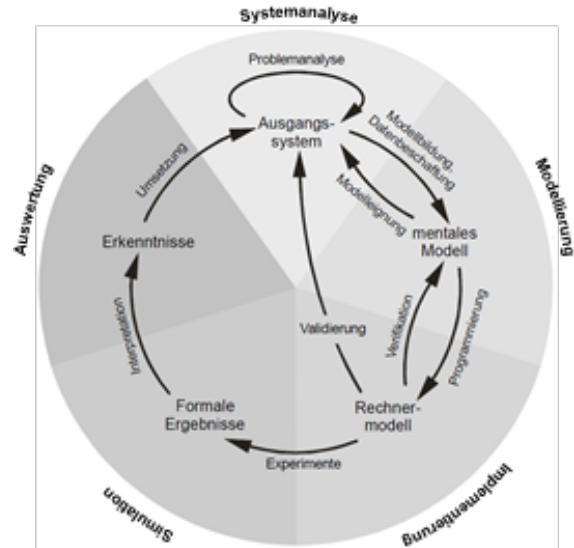 Systemanalyse
Problemanalyse
Ausgangs-
system
Modellbildung,
Datenbeschaffung
Modelleignung
Modellierung
mentales
Modell
Umsetzung
Auswertung
Erkenntnisse
Validierung
Verifikation
Programmierung
Interpretation
Formale
Ergebnisse
Rechner-
modell
Experimente
Simulation
Implementierung